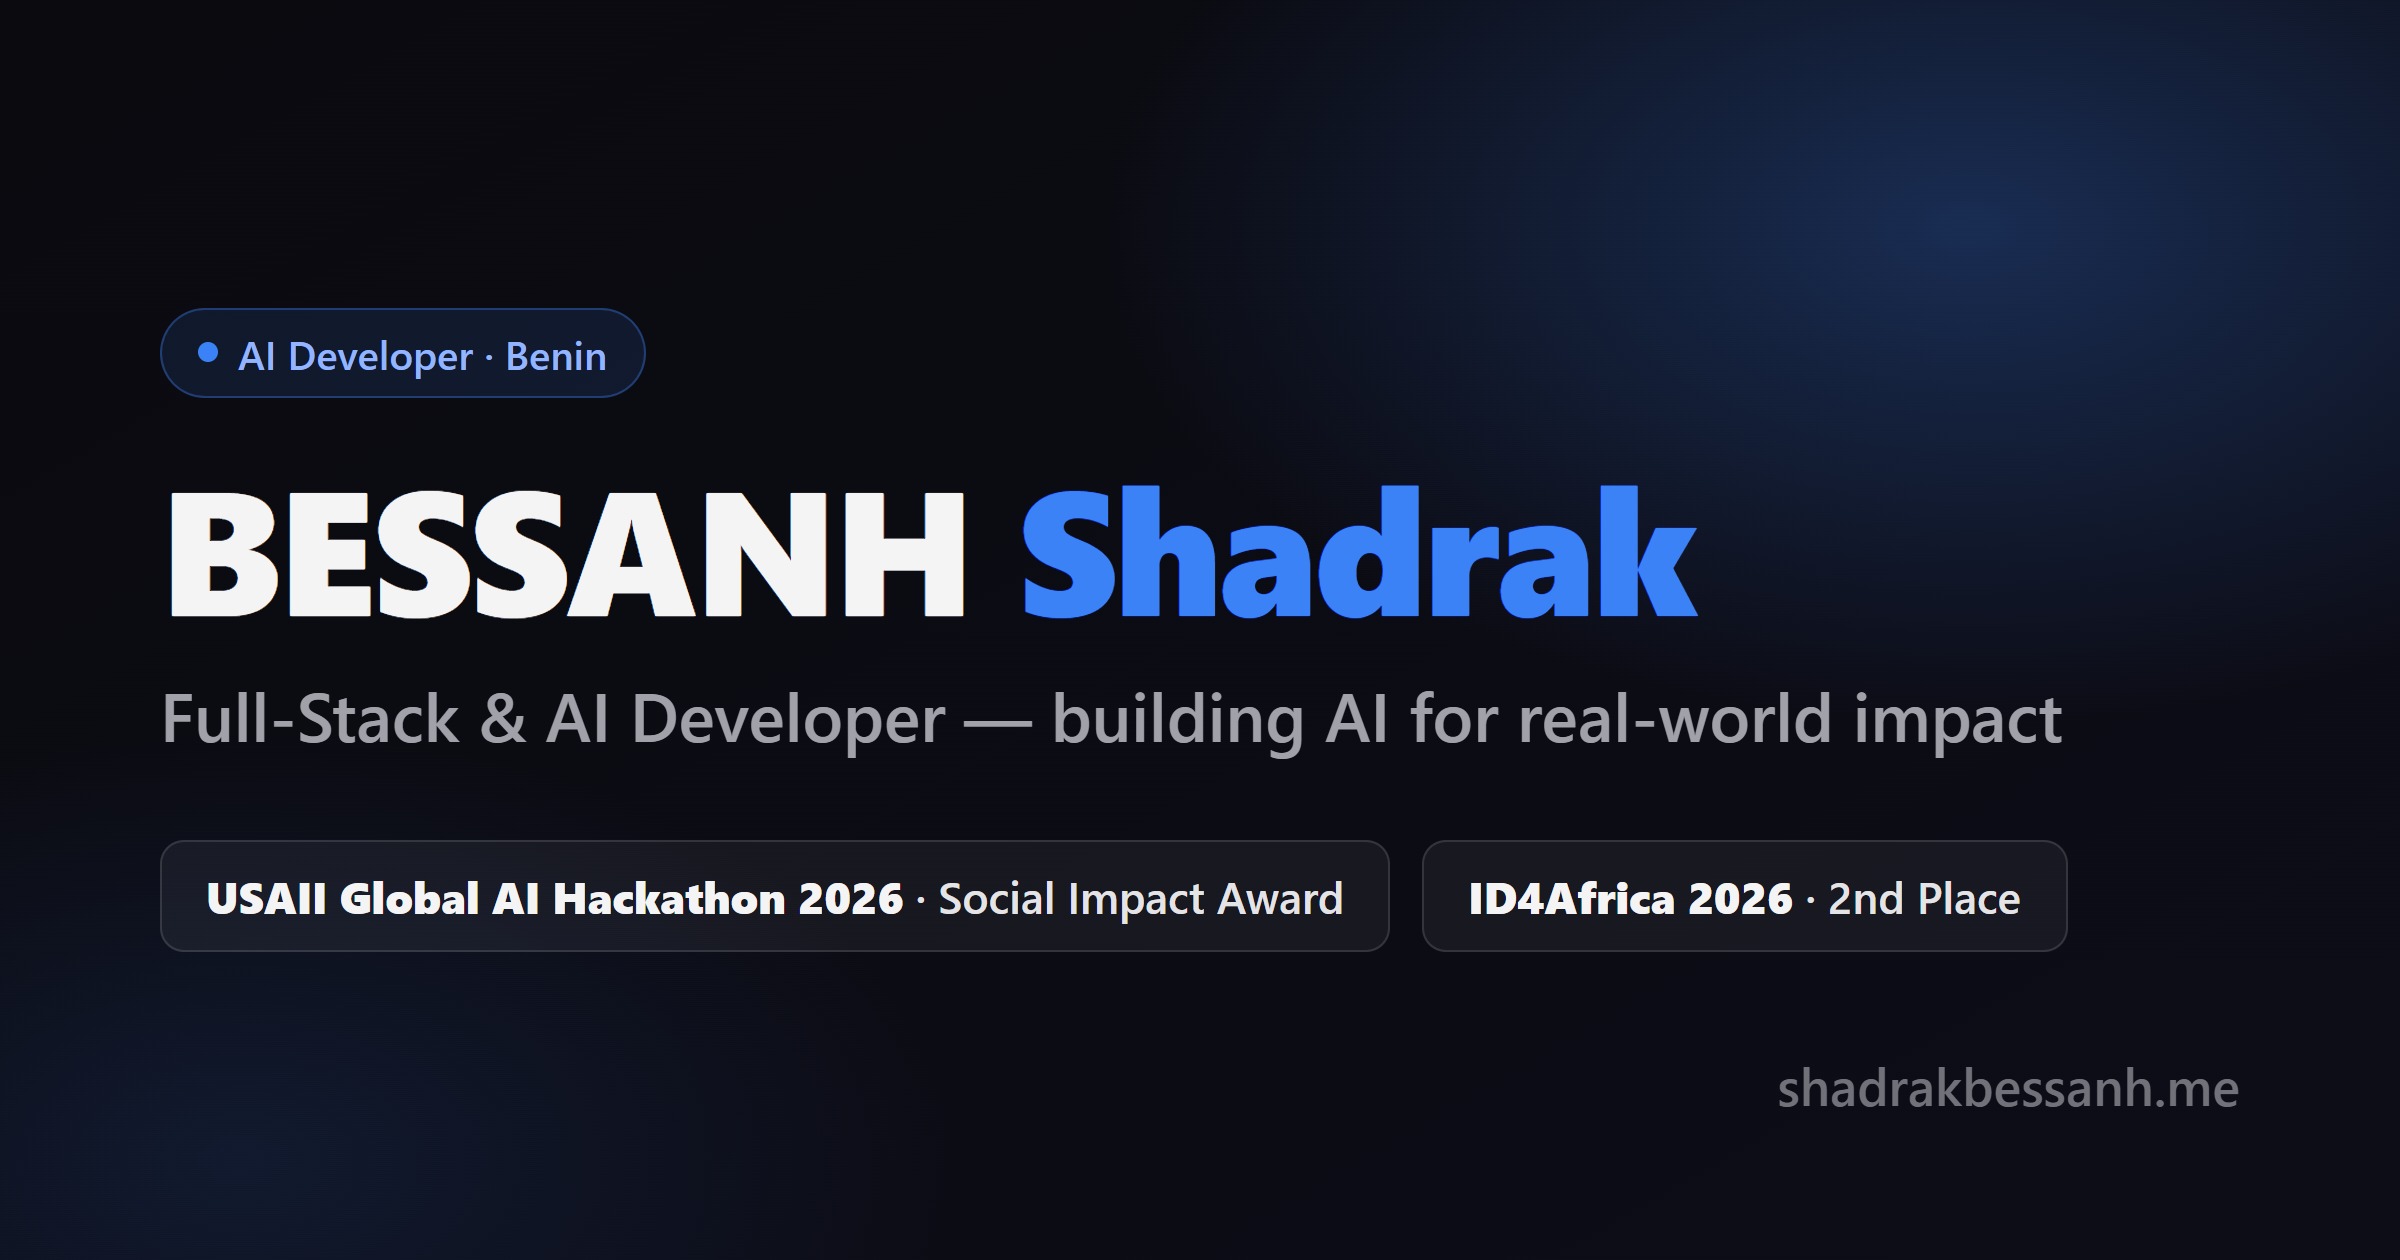 AI Developer · Benin
BESSANH Shadrak
Full-Stack & AI Developer — building AI for real-world impact
USAII Global AI Hackathon 2026 · Social Impact Award
ID4Africa 2026 · 2nd Place
shadrakbessanh.me